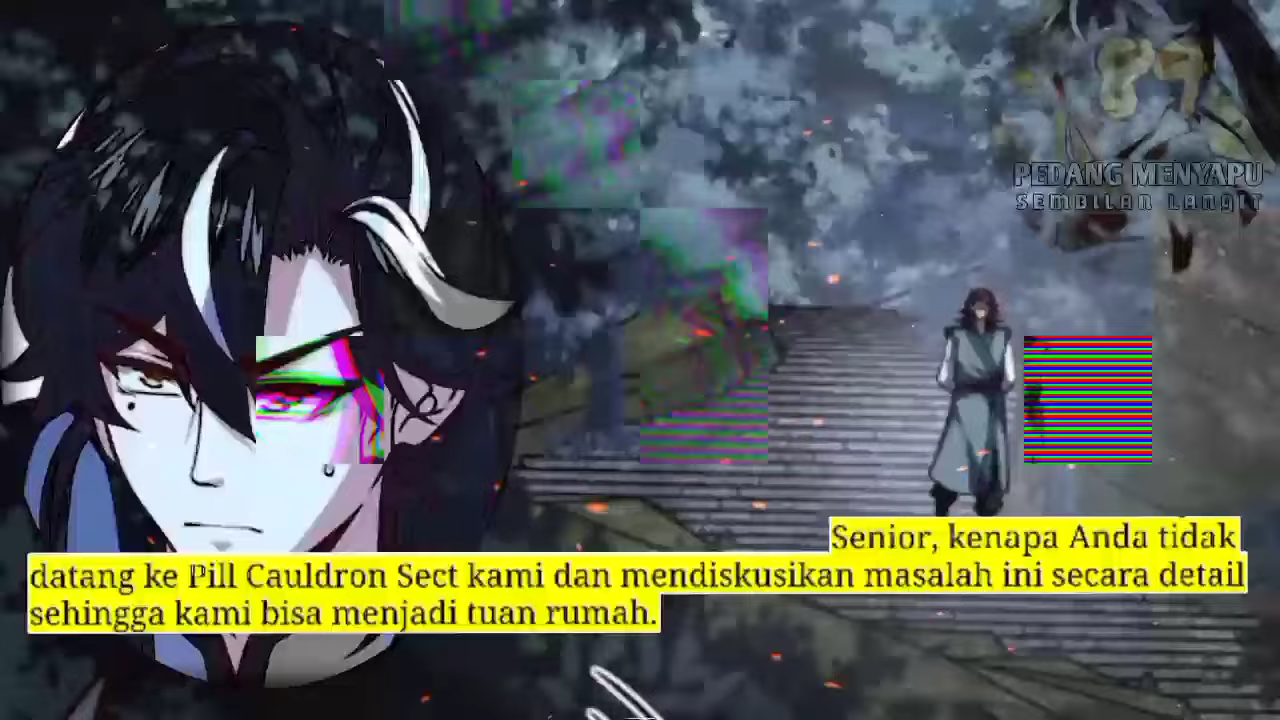 87
PEDANG MENYAPU
SEMBILAN LANGIT
Senior, kenapa Anda tidak
datang ke Pill Cauldron Sect kami dan mendiskusikan masalah ini secara detail
sehingga kami bisa menjadi tuan rumah.